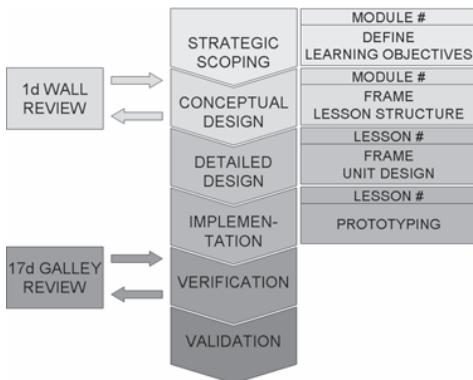 STRATEGIC
SCOPING
MODULE #
DEFINE
LEARNING OBJECTIVES
1d WALL
REVIEW
CONCEPTUAL
DESIGN
MODULE #
FRAME
LESSON STRUCTURE
DETAILED
DESIGN
LESSON #
FRAME
UNIT DESIGN
IMPLEMEN-
TATION
LESSON #
PROTOTYPING
17d GALLEY
REVIEW
VERIFICATION
VALIDATION